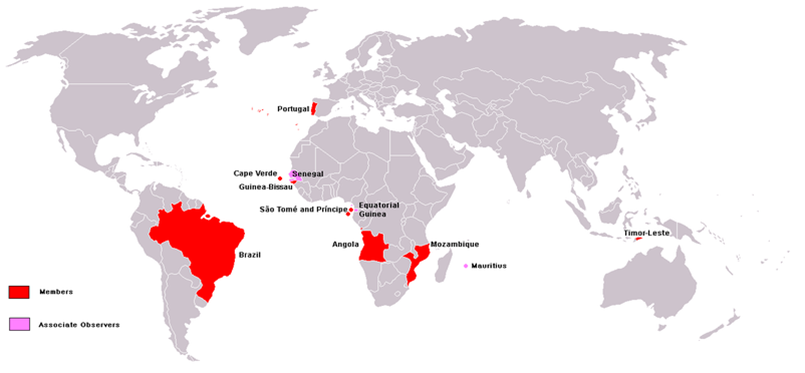 Portugal
Cape Verde
Senegal
Guinea-Bissau
São Tomé and Príncipe
Equatorial
Guinea
Angola
Mozambique
Timor-Leste
Brazil
Mauritius
Members
Associate Observers